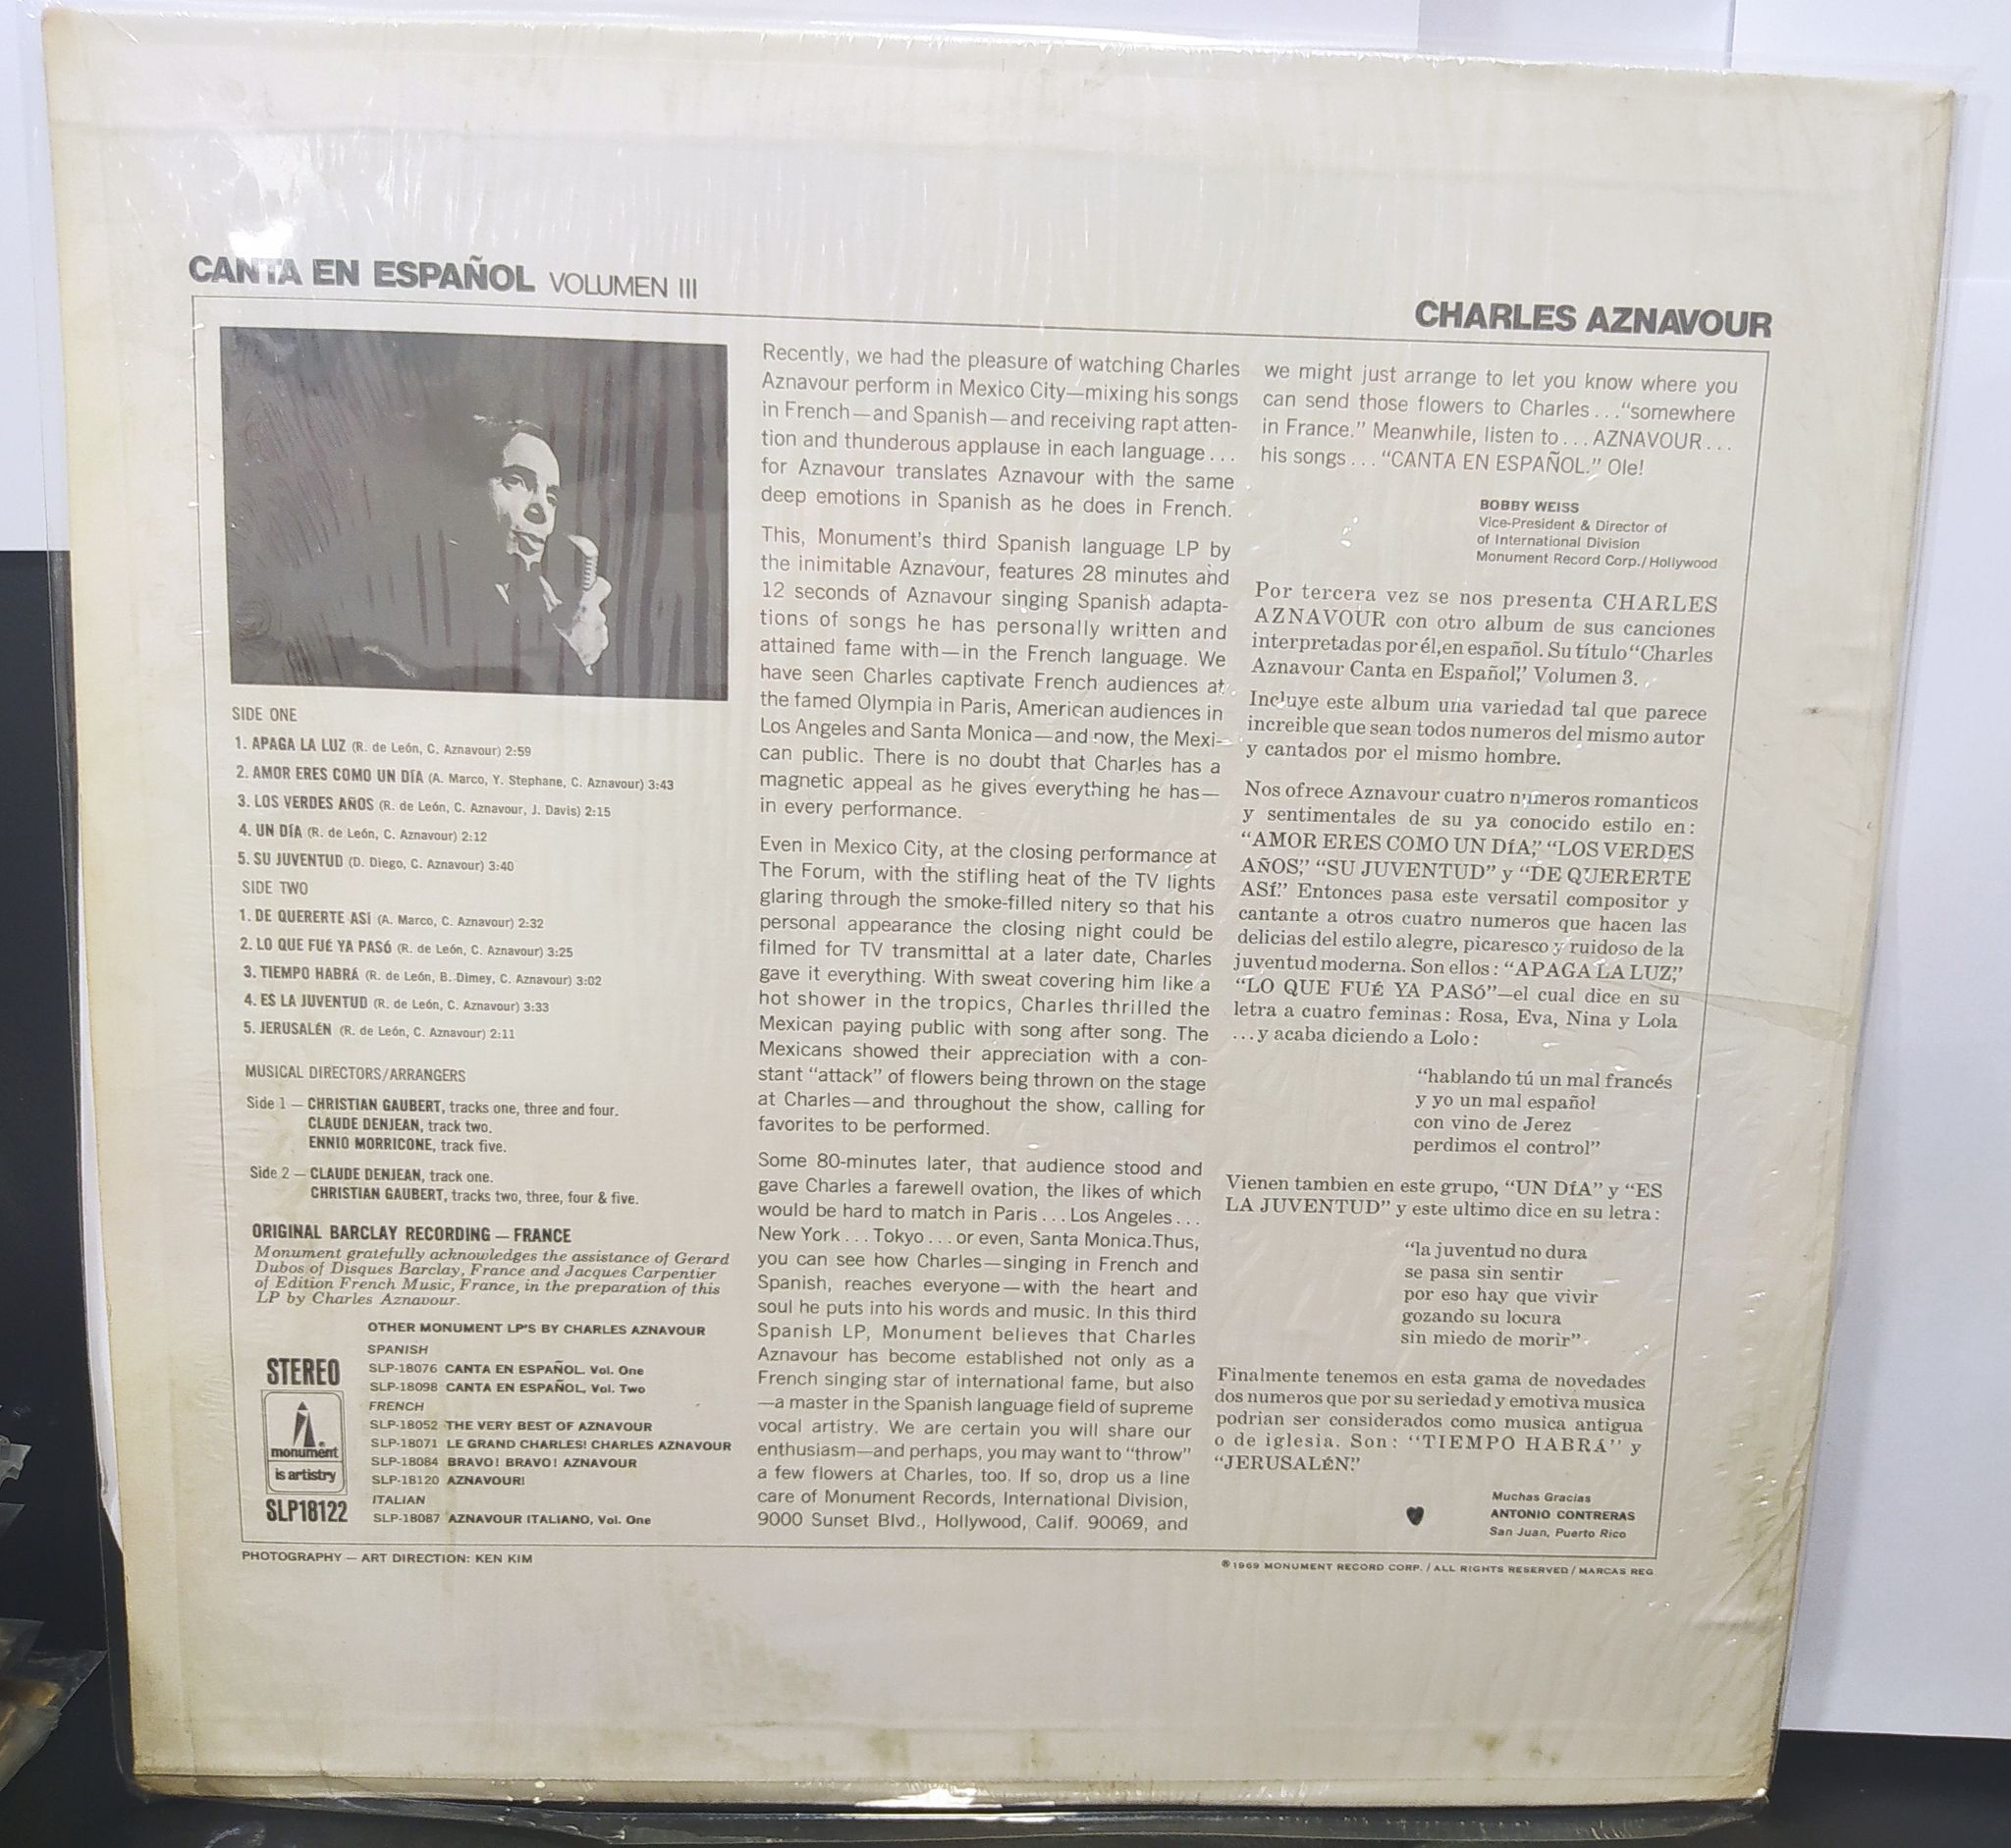 CANTA EN ESPAÑOL VOLUMEN III
CHARLES AZNAVOUR
SIDE ONE
1. APAGA LA LUZ (R. de León, C. Aznavour) 2:59
2. AMOR ERES COMO UN DÍA (A. Marco, Y. Stephane, C. Aznavour) 3:43
3. LOS VERDES AÑOS (R. de León, C. Aznavour, J. Davis) 2:15
4. UN DÍA (R. de León, C. Aznavour) 2:12
5. SU JUVENTUD (D. Diego, C. Aznavour) 3:40
SIDE TWO
1. DE QUERERTE ASÍ (A. Marco, C. Aznavour) 2:32
2. LO QUE FUÉ YA PASÓ (R. de León, C. Aznavour) 3:25
3. TIEMPO HABRÁ (R. de León, B. Dimey, C. Aznavour) 3:02
4. ES LA JUVENTUD (R. de León, C. Aznavour) 3:33
5. JERUSALÉN (R. de León, C. Aznavour) 2:11
MUSICAL DIRECTORS/ARRANGERS
Side 1 — CHRISTIAN GAUBERT, tracks one, three and four.
CLAUDE DENJEAN, track two.
ENNIO MORRICONE, track five.
Side 2 — CLAUDE DENJEAN, track one.
CHRISTIAN GAUBERT, tracks two, three, four & five.
ORIGINAL BARCLAY RECORDING — FRANCE
Monument gratefully acknowledges the assistance of Gerard
Dubos of Disques Barclay, France and Jacques Carpentier
of Edition French Music, France, in the preparation of this
LP by Charles Aznavour.
STEREO
monument
is artistry
SLP18122
OTHER MONUMENT LP'S BY CHARLES AZNAVOUR
SPANISH
SLP-18076 CANTA EN ESPAÑOL. Vol. One
SLP-18098 CANTA EN ESPAÑOL, Vol. Two
FRENCH
SLP-18052 THE VERY BEST OF AZNAVOUR
SLP-18071 LE GRAND CHARLES! CHARLES AZNAVOUR
SLP-18084 BRAVO! BRAVO! AZNAVOUR
SLP-18120 AZNAVOUR!
ITALIAN
SLP-18087 AZNAVOUR ITALIANO, Vol. One
PHOTOGRAPHY — ART DIRECTION: KEN KIM
Recently, we had the pleasure of watching Charles
Aznavour perform in Mexico City—mixing his songs
in French—and Spanish—and receiving rapt atten-
tion and thunderous applause in each language...
for Aznavour translates Aznavour with the same
deep emotions in Spanish as he does in French.
This, Monument's third Spanish language LP by
the inimitable Aznavour, features 28 minutes and
12 seconds of Aznavour singing Spanish adapta-
tions of songs he has personally written and
attained fame with—in the French language. We
have seen Charles captivate French audiences at
the famed Olympia in Paris, American audiences in
Los Angeles and Santa Monica—and now, the Mexi-
can public. There is no doubt that Charles has a
magnetic appeal as he gives everything he has—
in every performance.
Even in Mexico City, at the closing performance at
The Forum, with the stifling heat of the TV lights
glaring through the smoke-filled nitery so that his
personal appearance the closing night could be
filmed for TV transmittal at a later date, Charles
gave it everything. With sweat covering him like a
hot shower in the tropics, Charles thrilled the
Mexican paying public with song after song. The
Mexicans showed their appreciation with a con-
stant "attack" of flowers being thrown on the stage
at Charles—and throughout the show, calling for
favorites to be performed.
Some 80-minutes later, that audience stood and
gave Charles a farewell ovation, the likes of which
would be hard to match in Paris...Los Angeles...
New York...Tokyo...or even, Santa Monica.Thus,
you can see how Charles—singing in French and
Spanish, reaches everyone—with the heart and
soul he puts into his words and music. In this third
Spanish LP, Monument believes that Charles
Aznavour has become established not only as a
French singing star of international fame, but also
—a master in the Spanish language field of supreme
vocal artistry. We are certain you will share our
enthusiasm—and perhaps, you may want to "throw"
a few flowers at Charles, too. If so, drop us a line
care of Monument Records, International Division,
9000 Sunset Blvd., Hollywood, Calif. 90069, and
we might just arrange to let you know where you
can send those flowers to Charles..."somewhere
in France." Meanwhile, listen to...AZNAVOUR...
his songs..."CANTA EN ESPAÑOL." Ole!
BOBBY WEISS
Vice-President & Director of
of International Division
Monument Record Corp./Hollywood
Por tercera vez se nos presenta CHARLES
AZNAVOUR con otro album de sus canciones
interpretadas por él, en español. Su título "Charles
Aznavour Canta en Español," Volumen 3.
Incluye este album una variedad tal que parece
increible que sean todos numeros del mismo autor
y cantados por el mismo hombre.
Nos ofrece Aznavour cuatro numeros romanticos
y sentimentales de su ya conocido estilo en:
"AMOR ERES COMO UN DÍA," "LOS VERDES
AÑOS," "SU JUVENTUD" y "DE QUERERTE
ASÍ." Entonces pasa este versatil compositor y
cantante a otros cuatro numeros que hacen las
delicias del estilo alegre, picaresco y ruidoso de la
juventud moderna. Son ellos: "APAGA LA LUZ,"
"LO QUE FUÉ YA PASÓ"—el cual dice en su
letra a cuatro feminas: Rosa, Eva, Nina y Lola
...y acaba diciendo a Lolo:
"hablando tú un mal francés
y yo un mal español
con vino de Jerez
perdimos el control"
Vienen tambien en este grupo, "UN DÍA" y "ES
LA JUVENTUD" y este ultimo dice en su letra:
"la juventud no dura
se pasa sin sentir
por eso hay que vivir
gozando su locura
sin miedo de morir".
Finalmente tenemos en esta gama de novedades
dos numeros que por su seriedad y emotiva musica
podrian ser considerados como musica antigua
o de iglesia. Son: "TIEMPO HABRÁ" y
"JERUSALÉN."
Muchas Gracias
ANTONIO CONTRERAS
San Juan, Puerto Rico
℗ 1969 MONUMENT RECORD CORP. / ALL RIGHTS RESERVED / MARCAS REG